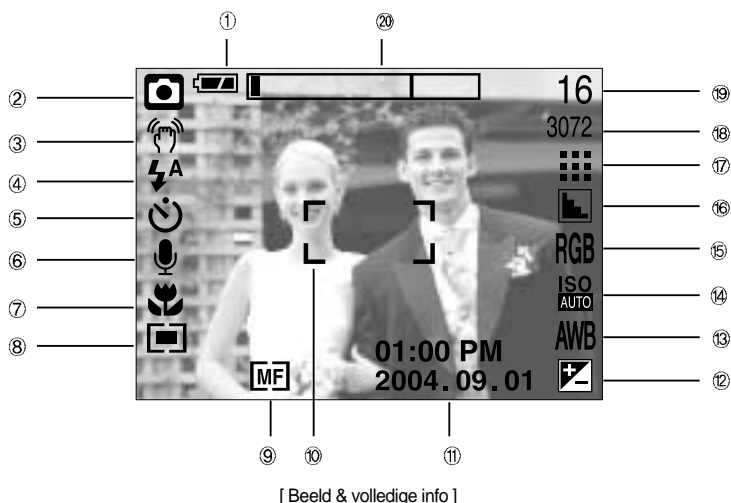 ① ⑳
② 16 ⑲
③ 3072 ⑱
④ A ⑰
⑤ ⑯
⑥ RGB ⑮
⑦ ISO AUTO ⑭
⑧ AWB ⑬
01:00 PM
MF 2004.09.01 ⑫
⑨ ⑩ ⑪
[ Beeld & volledige info ]